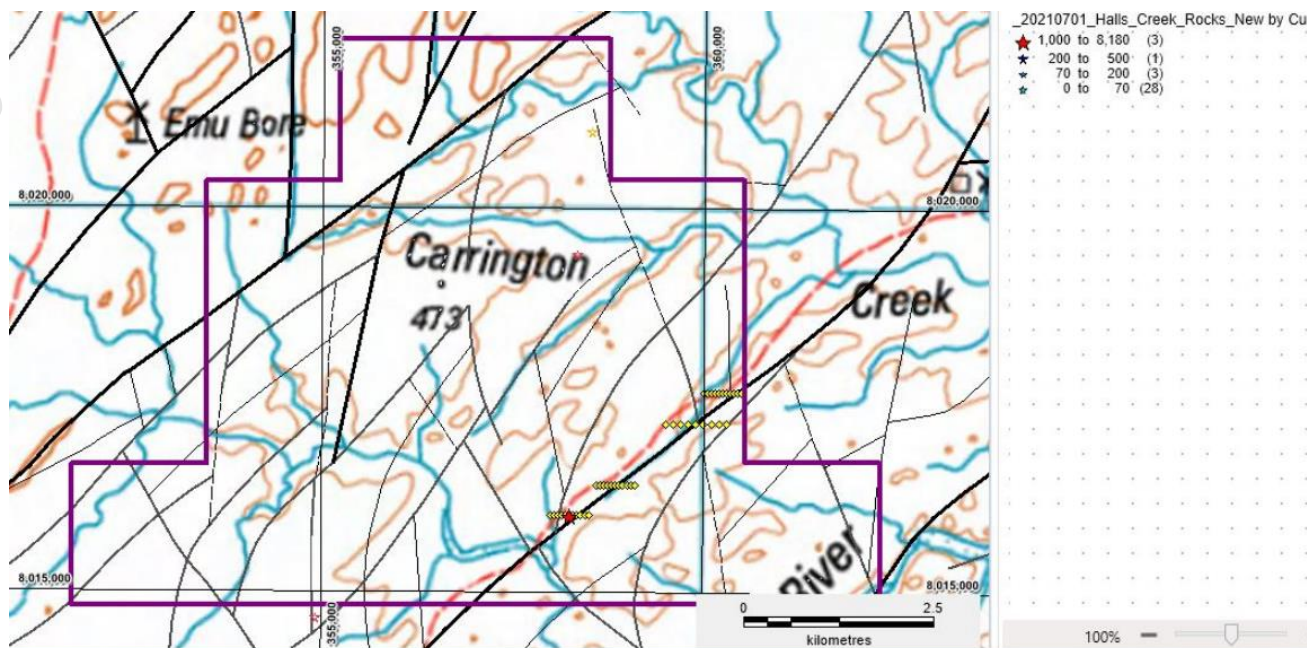 _20210701_Halls_Creek_Rocks_New by Cu
1,000 to 8,180 (3)
200 to 500 (1)
70 to 200 (3)
0 to 70 (28)
355,000
360,000
Emu Bore
8,020,000
8,020,000
Carrington
473
Creek
River
8,015,000
8,015,000
355,000
0 2.5
kilometres
100%